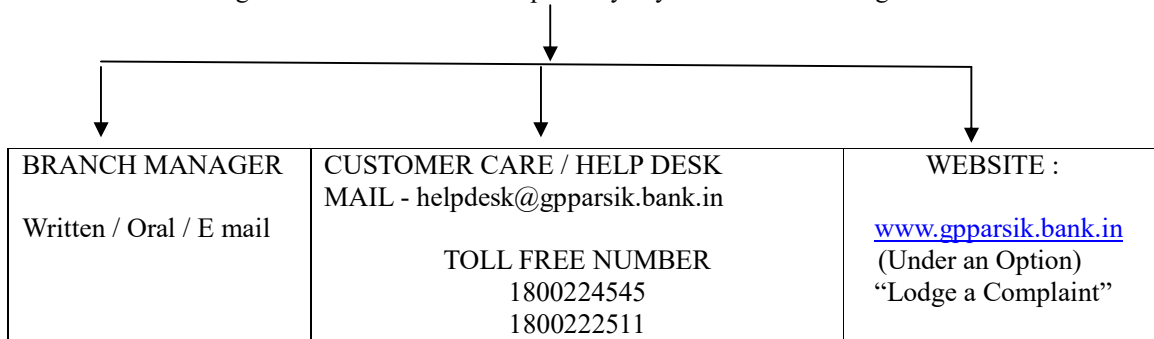 BRANCH MANAGER
Written / Oral / E mail
CUSTOMER CARE / HELP DESK
MAIL - helpdesk@gpparsik.bank.in
TOLL FREE NUMBER
1800224545
1800222511
WEBSITE :
www.gpparsik.bank.in
(Under an Option)
“Lodge a Complaint”